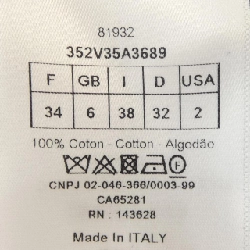 81932
352V35A3689
F GB I D USA
34 6 38 32 2
100% Coton - Cotton - Algodão
CNPJ 02-046-366/0003-99
CA65281
RN : 143628
Made In ITALY